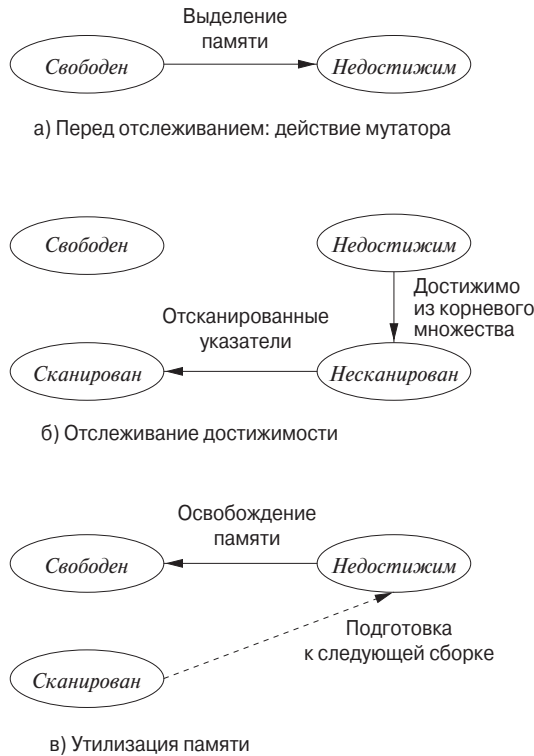 Выделение
памяти
Свободен
Недостижим
а) Перед отслеживанием: действие мутатора
Свободен
Недостижим
Достижимо
из корневого
множества
Отсканированные
указатели
Сканирован
Несканирован
б) Отслеживание достижимости
Освобождение
памяти
Свободен
Недостижим
Подготовка
к следующей сборке
Сканирован
в) Утилизация памяти